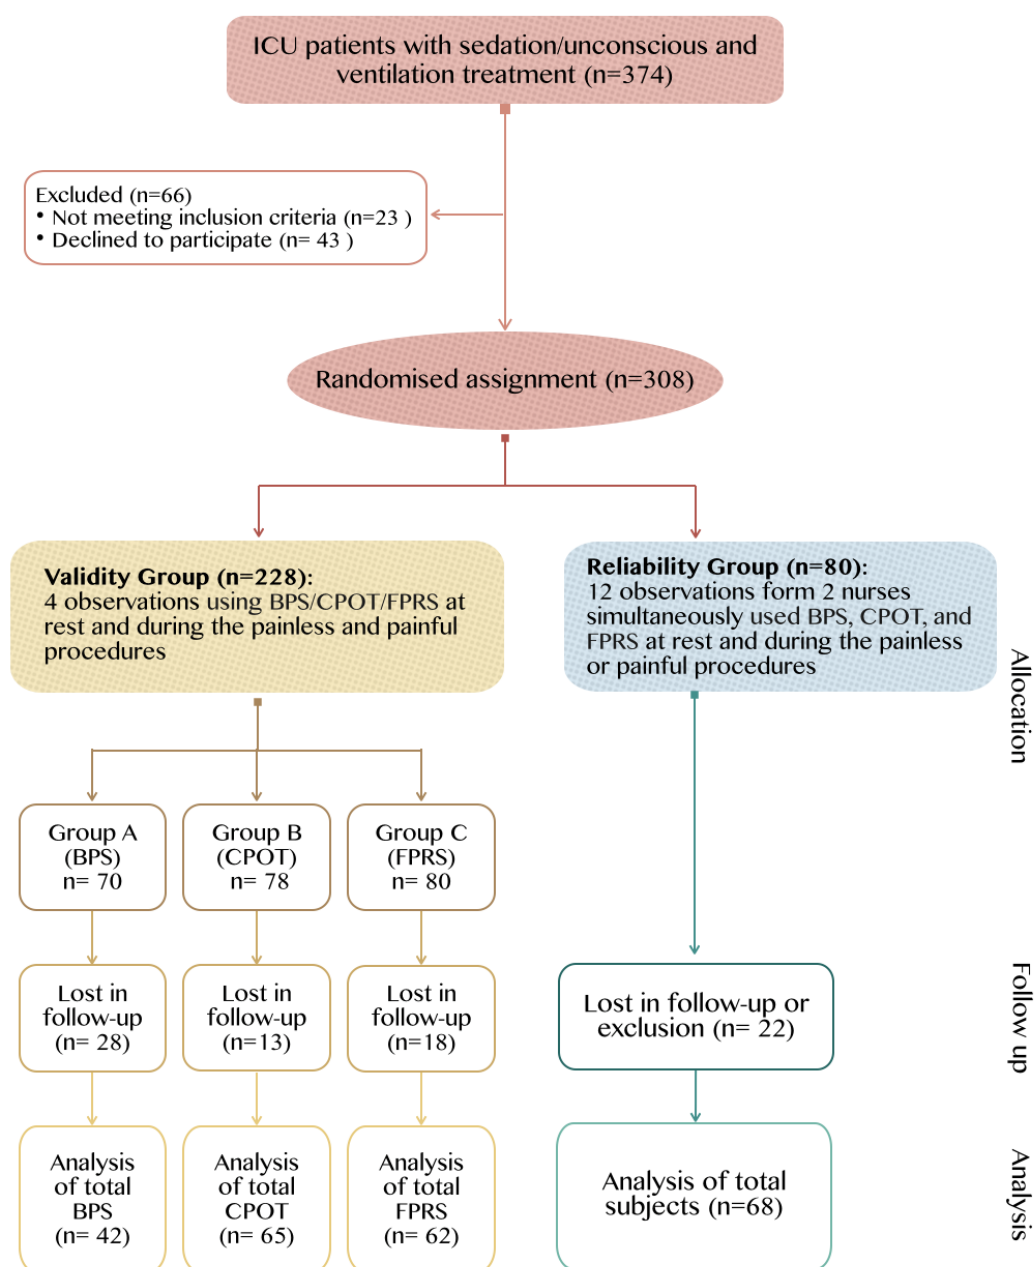 ICU patients with sedation/unconscious and
ventilation treatment (n=374)
Excluded (n=66)
• Not meeting inclusion criteria (n=23 )
• Declined to participate (n= 43 )
Randomised assignment (n=308)
Validity Group (n=228):
4 observations using BPS/CPOT/FPRS at
rest and during the painless and painful
procedures
Reliability Group (n=80):
12 observations form 2 nurses
simultaneously used BPS, CPOT, and
FPRS at rest and during the painless
or painful procedures
Allocation
Group A
(BPS)
n= 70
Group B
(CPOT)
n= 78
Group C
(FPRS)
n= 80
Lost in
follow-up
(n= 28)
Lost in
follow-up
(n=13)
Lost in
follow-up
(n=18)
Lost in follow-up or
exclusion (n= 22)
Follow up
Analysis
of total
BPS
(n= 42)
Analysis
of total
CPOT
(n= 65)
Analysis
of total
FPRS
(n= 62)
Analysis of total
subjects (n=68)
Analysis